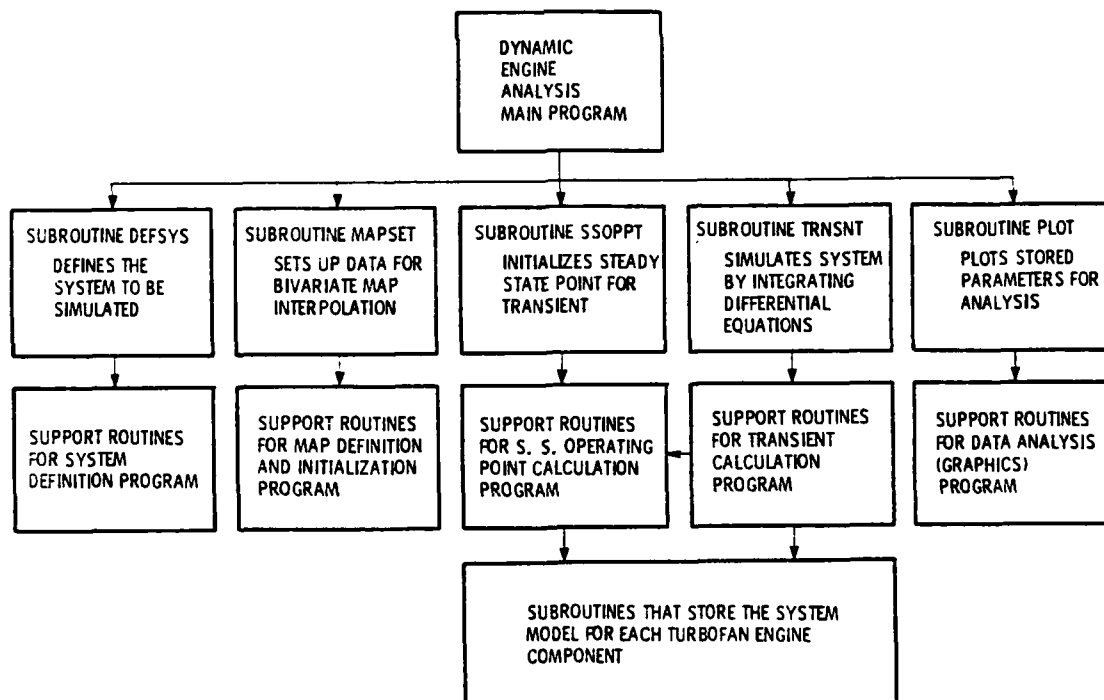 DYNAMIC
ENGINE
ANALYSIS
MAIN PROGRAM
SUBROUTINE DEFSYS
DEFINES THE
SYSTEM TO BE
SIMULATED
SUBROUTINE MAPSET
SETS UP DATA FOR
BIVARIATE MAP
INTERPOLATION
SUBROUTINE SSOPPT
INITIALIZES STEADY
STATE POINT FOR
TRANSIENT
SUBROUTINE TRNSNT
SIMULATES SYSTEM
BY INTEGRATING
DIFFERENTIAL
EQUATIONS
SUBROUTINE PLOT
PLOTS STORED
PARAMETERS FOR
ANALYSIS
SUPPORT ROUTINES
FOR SYSTEM
DEFINITION PROGRAM
SUPPORT ROUTINES
FOR MAP DEFINITION
AND INITIALIZATION
PROGRAM
SUPPORT ROUTINES
FOR S. S. OPERATING
POINT CALCULATION
PROGRAM
SUPPORT ROUTINES
FOR TRANSIENT
CALCULATION
PROGRAM
SUPPORT ROUTINES
FOR DATA ANALYSIS
(GRAPHICS)
PROGRAM
SUBROUTINES THAT STORE THE SYSTEM
MODEL FOR EACH TURBOFAN ENGINE
COMPONENT